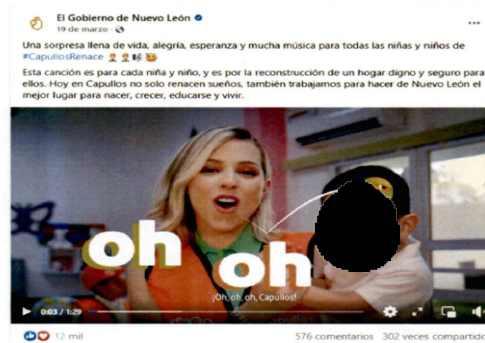 El Gobierno de Nuevo León
19 de marzo ·
Una sorpresa llena de vida, alegría, esperanza y mucha música para todas las niñas y niños de
#CapullosRenace
Esta canción es para cada niña y niño, y es por la reconstrucción de un hogar digno y seguro para
ellos. Hoy en Capullos no solo renacen sueños, también trabajamos para hacer de Nuevo León el
mejor lugar para nacer, crecer, educarse y vivir.
oh
oh
¡Oh, oh, oh, Capullos!
0:03 / 1:29
12 mil
576 comentarios 302 veces compartido